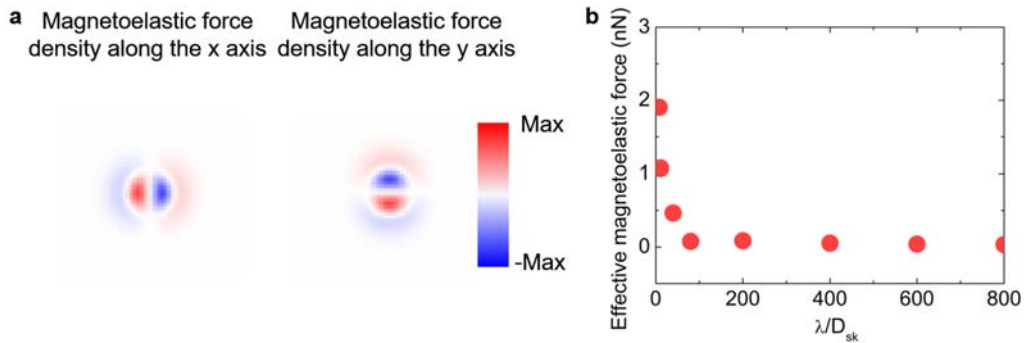 a
Magnetoelastic force
density along the x axis
Magnetoelastic force
density along the y axis
Max
-Max
b
Effective magnetoelastic force (nN)
3
2
1
0
0 200 400 600 800
λ/Dsk